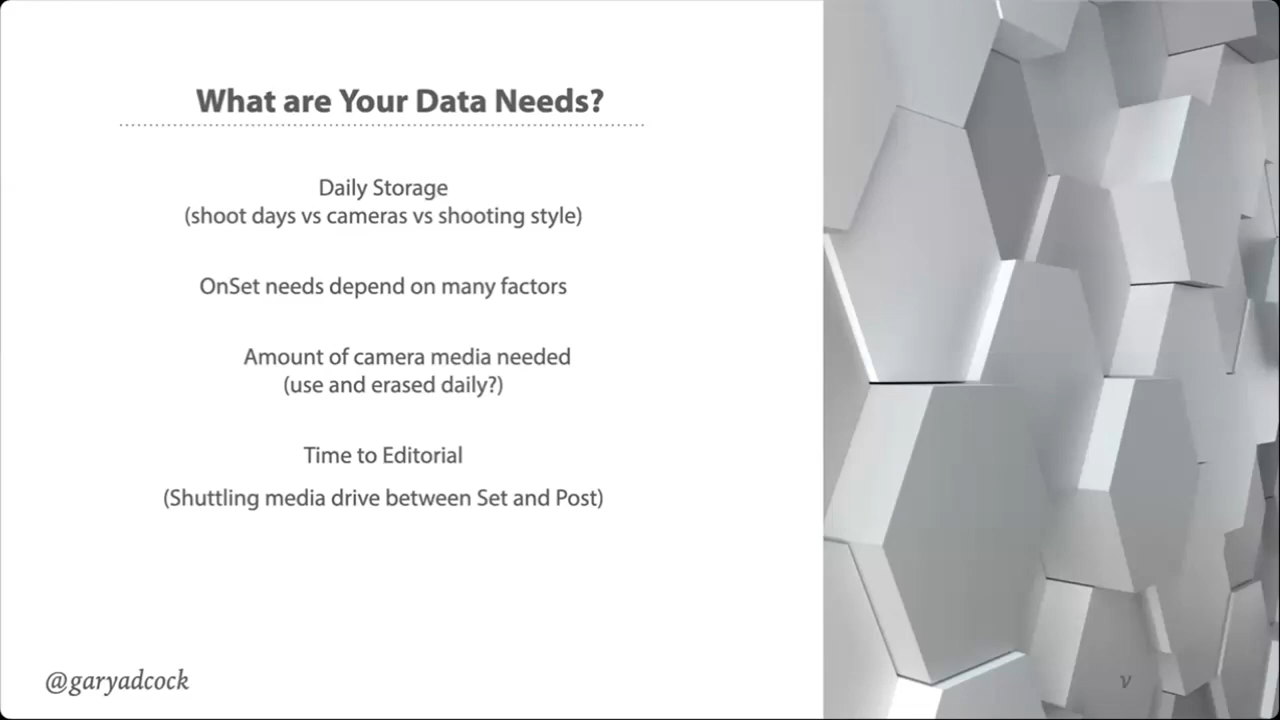 What are Your Data Needs?
Daily Storage
(shoot days vs cameras vs shooting style)
OnSet needs depend on many factors
Amount of camera media needed
(use and erased daily?)
Time to Editorial
(Shuttling media drive between Set and Post)
@garyadcock
v